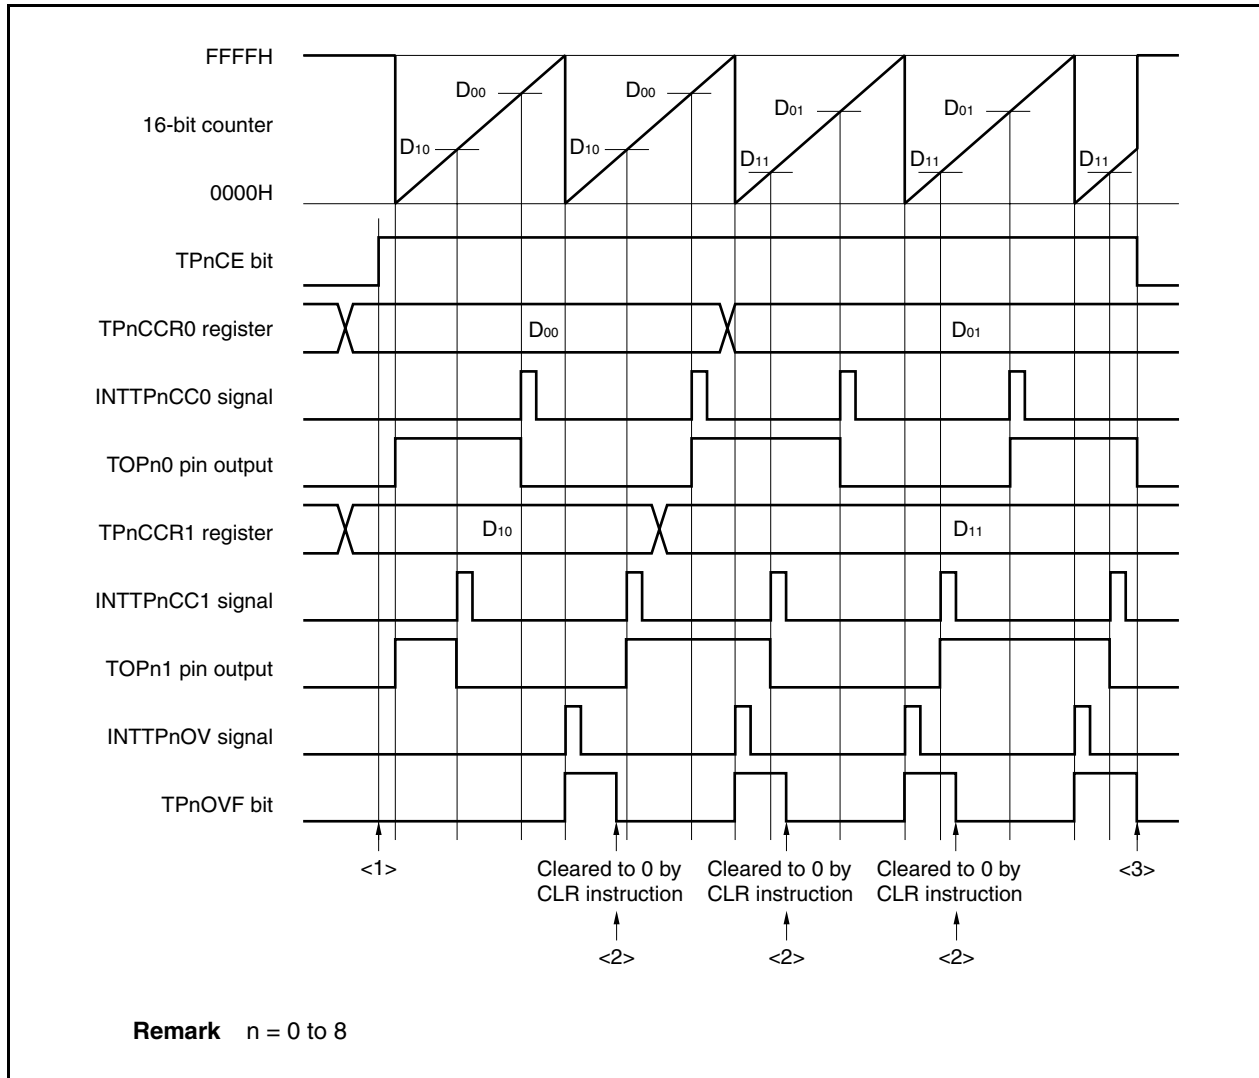 FFFFH
D00
D00
D01
D01
16-bit counter
D10
D10
D11
D11
D11
0000H
TPnCE bit
TPnCCR0 register
D00
D01
INTTPnCC0 signal
TOPn0 pin output
TPnCCR1 register
D10
D11
INTTPnCC1 signal
TOPn1 pin output
INTTPnOV signal
TPnOVF bit
<1>
Cleared to 0 by
CLR instruction
Cleared to 0 by
CLR instruction
Cleared to 0 by
CLR instruction
<3>
<2>
<2>
<2>
Remark n = 0 to 8